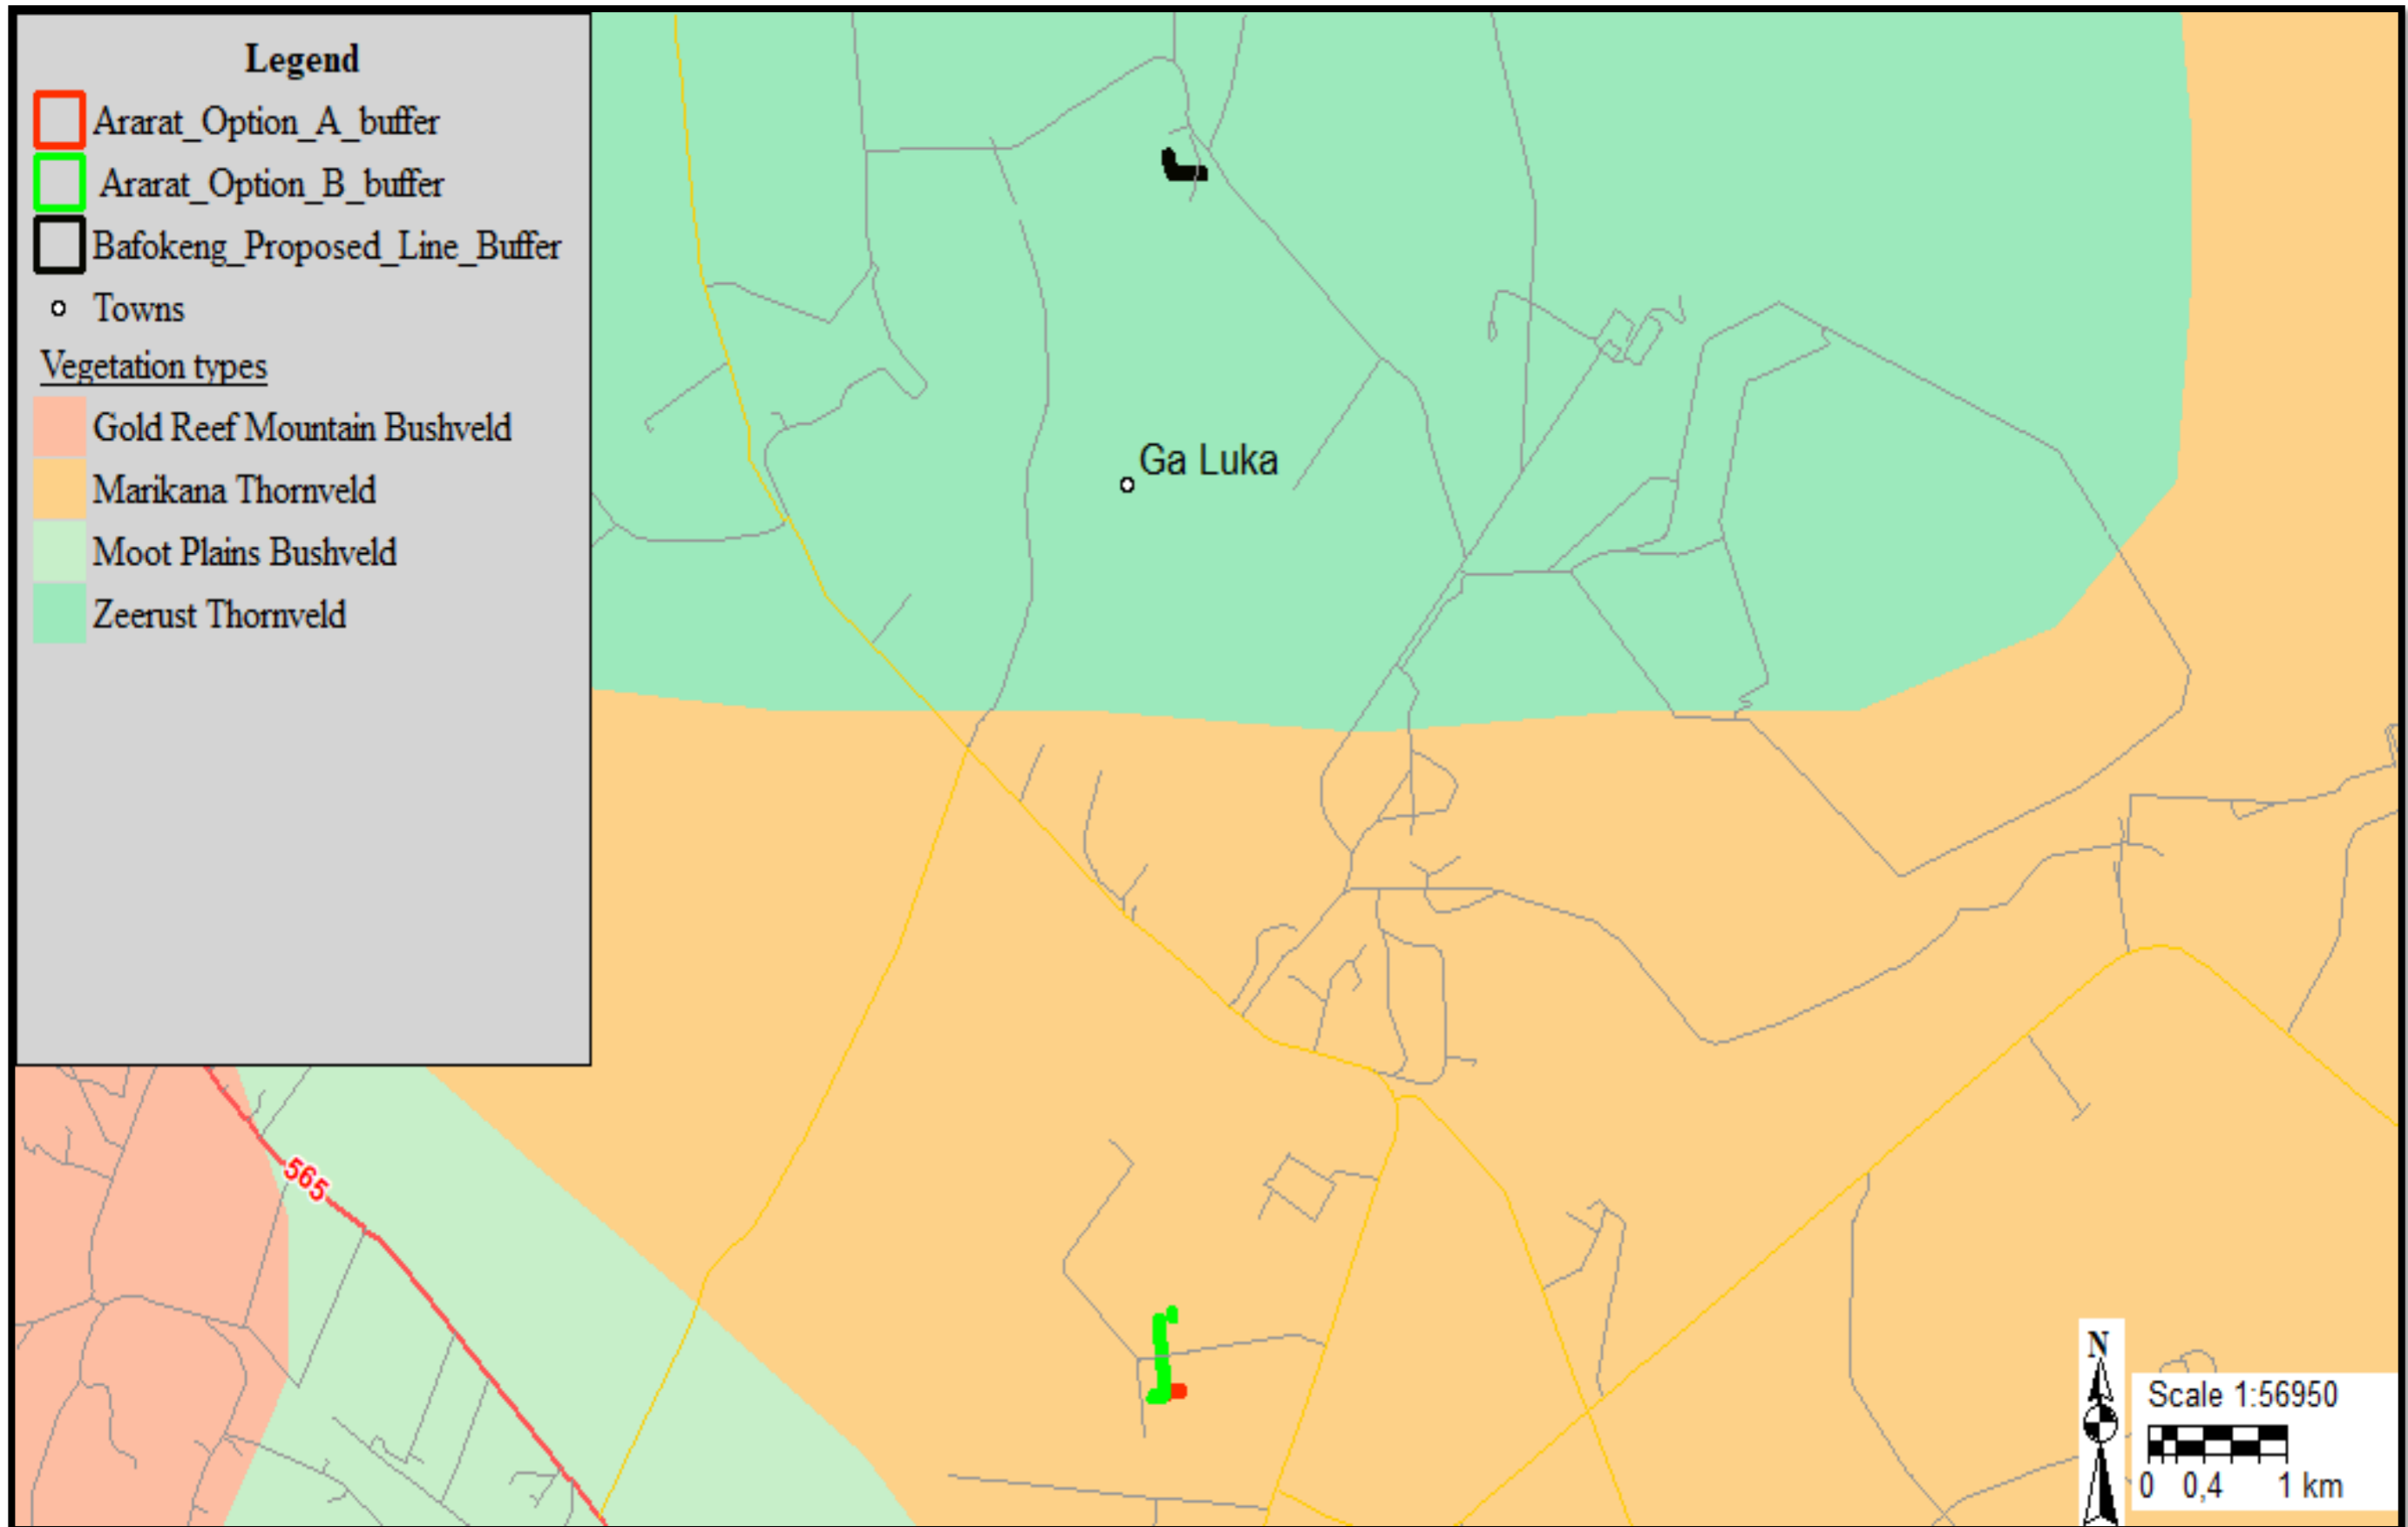 Legend
Ararat_Option_A_buffer
Ararat_Option_B_buffer
Bafokeng_Proposed_Line_Buffer
Towns
Vegetation types
Gold Reef Mountain Bushveld
Marikana Thornveld
Moot Plains Bushveld
Zeerust Thornveld
Ga Luka
565
N
Scale 1:56950
0 0,4 1 km